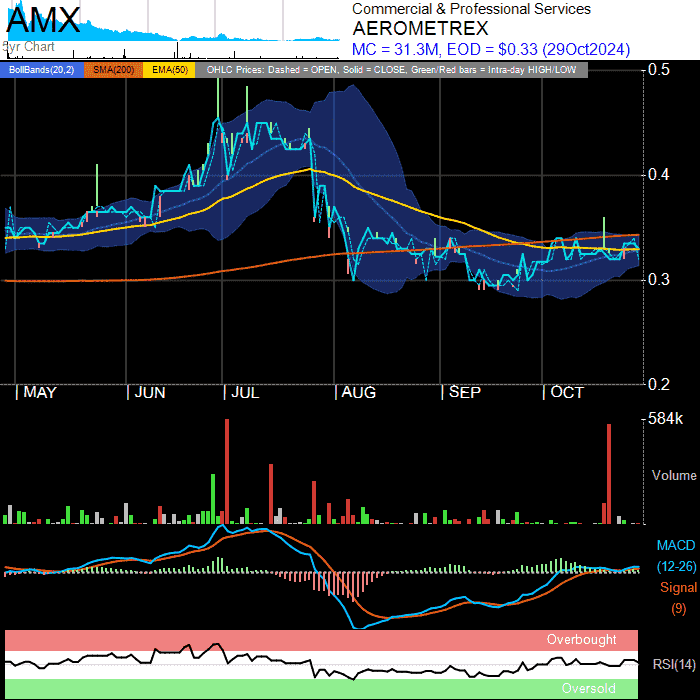 AMX
5yr Chart
Commercial & Professional Services
AEROMETREX
MC = 31.3M, EOD = $0.33 (29Oct2024)
BollBands(20,2) SMA(200) EMA(50) OHLC Prices: Dashed = OPEN, Solid = CLOSE, Green/Red bars = Intra-day HIGH/LOW
0.5
0.4
0.3
0.2
MAY JUN JUL AUG SEP OCT
584k
Volume
MACD
(12-26)
Signal
(9)
Overbought
RSI(14)
Oversold